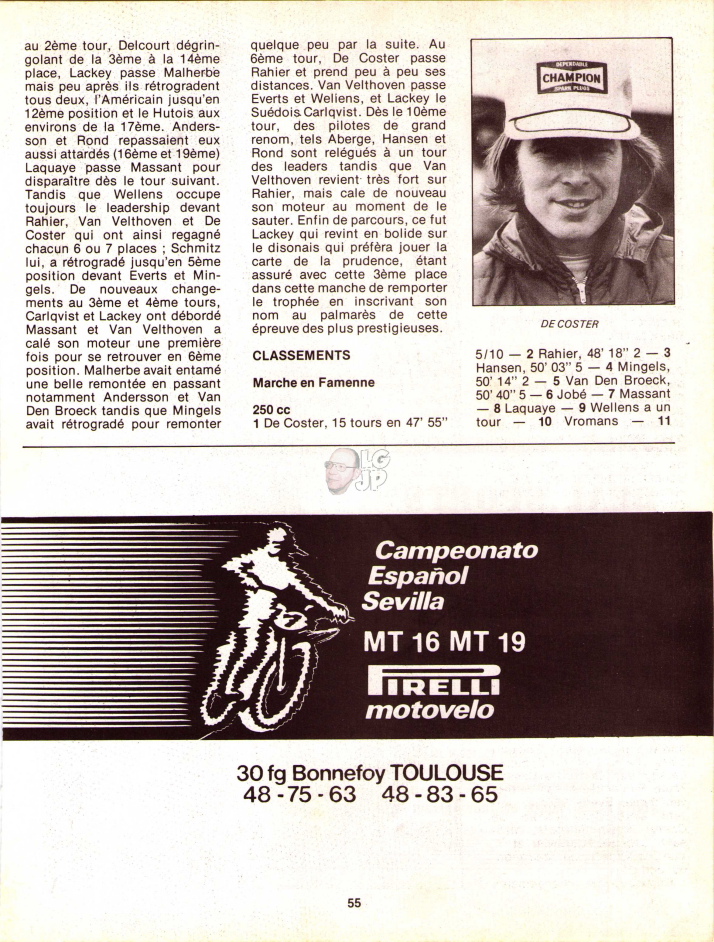 au 2ème tour, Delcourt dégrin-
golant de la 3ème à la 14ème
place, Lackey passe Malherbe
mais peu après ils rétrogradent
tous deux, l'Américain jusqu'en
12ème position et le Hutois aux
environs de la 17ème. Anders-
son et Rond repassaient eux
aussi attardés (16ème et 19ème)
Laquaye passe Massant pour
disparaître dès le tour suivant.
Tandis que Wellens occupe
toujours le leadership devant
Rahier, Van Velthoven et De
Coster qui ont ainsi regagné
chacun 6 ou 7 places ; Schmitz
lui, a rétrogradé jusqu'en 5ème
position devant Everts et Min-
gels. De nouveaux change-
ments au 3ème et 4ème tours,
Carlqvist et Lackey ont débordé
Massant et Van Velthoven a
calé son moteur une première
fois pour se retrouver en 6ème
position. Malherbe avait entamé
une belle remontée en passant
notamment Andersson et Van
Den Broeck tandis que Mingels
avait rétrogradé pour remonter
quelque peu par la suite. Au
6ème tour, De Coster passe
Rahier et prend peu à peu ses
distances. Van Velthoven passe
Everts et Wellens, et Lackey le
Suédois Carlqvist. Dès le 10ème
tour, des pilotes de grand
renom, tels Aberge, Hansen et
Rond sont relégués à un tour
des leaders tandis que Van
Velthoven revient très fort sur
Rahier, mais cale de nouveau
son moteur au moment de le
sauter. Enfin de parcours, ce fut
Lackey qui revint en bolide sur
le disonais qui préfèra jouer la
carte de la prudence, étant
assuré avec cette 3ème place
dans cette manche de remporter
le trophée en inscrivant son
nom au palmarès de cette
épreuve des plus prestigieuses.
CLASSEMENTS
Marche en Famenne
250 cc
1 De Coster, 15 tours en 47' 55"
DEPENDABLE
CHAMPION
SPARK PLUGS
DE COSTER
5/10 — 2 Rahier, 48' 18" 2 — 3
Hansen, 50' 03" 5 — 4 Mingels,
50' 14" 2 — 5 Van Den Broeck,
50' 40" 5 — 6 Jobé — 7 Massant
— 8 Laquaye — 9 Wellens a un
tour — 10 Vromans — 11
LG
JP
Campeonato
Español
Sevilla
7
MT 16 MT 19
PIRELLI
motovelo
30 fg Bonnefoy TOULOUSE
48 - 75 - 63 48 - 83 - 65
55